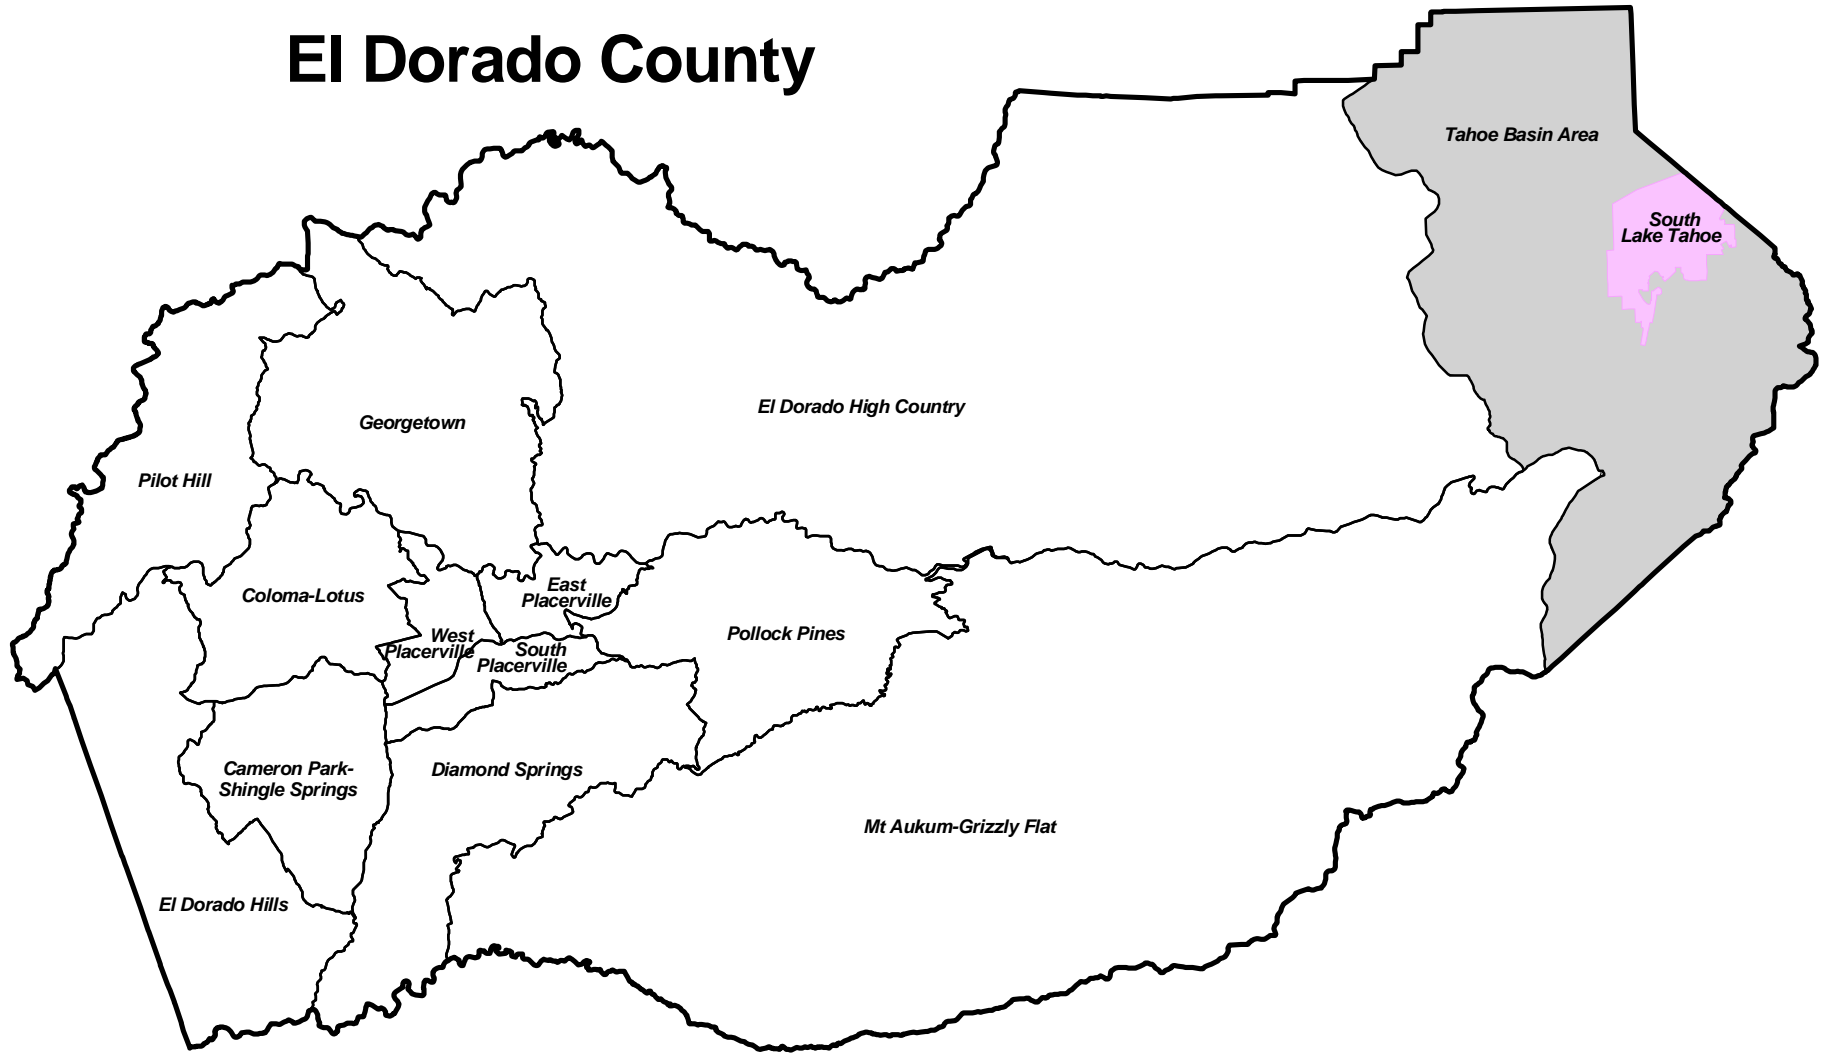 El Dorado County
Tahoe Basin Area
South
Lake Tahoe
El Dorado High Country
Georgetown
Pilot Hill
Coloma-Lotus
East
Placerville
West
Placerville
South
Placerville
Pollock Pines
Cameron Park-
Shingle Springs
Diamond Springs
Mt Aukum-Grizzly Flat
El Dorado Hills